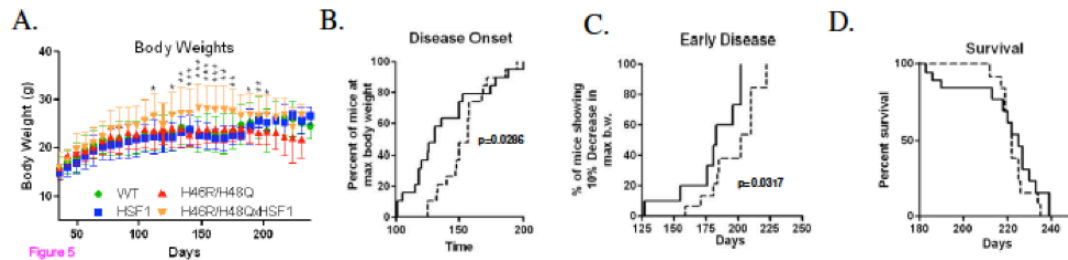 A.
Body Weights
Body Weight (g)
40
30
20
10
WT
H46R/H48Q
HSF1
H46R/H48QxHSF1
50
100
150
200
Days
Figure 5
B.
Disease Onset
Percent of mice at
max body weight
100
80
60
40
20
0
p=0.0286
100
150
200
Time
C.
Early Disease
% of mice showing
10% Decrease in
max b.w.
100
80
60
40
20
0
p=0.0317
125
150
175
200
225
250
Days
D.
Survival
Percent survival
100
50
0
180
200
220
240
Days